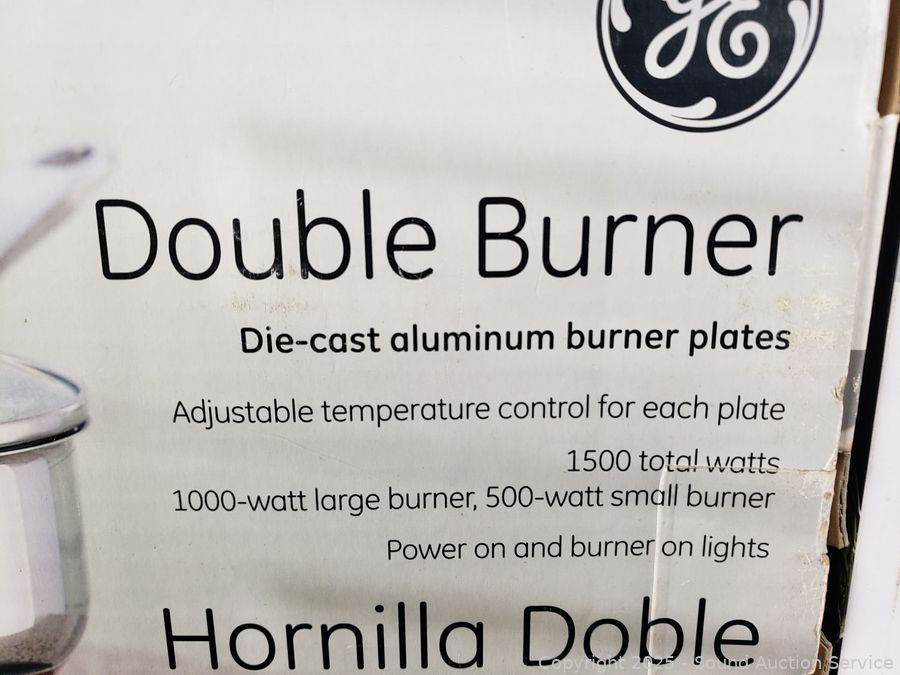 GE
Double Burner
Die-cast aluminum burner plates
Adjustable temperature control for each plate
1500 total watts
1000-watt large burner, 500-watt small burner
Power on and burner on lights
Hornilla Doble
Copyright 2025 - Sound Auction Service